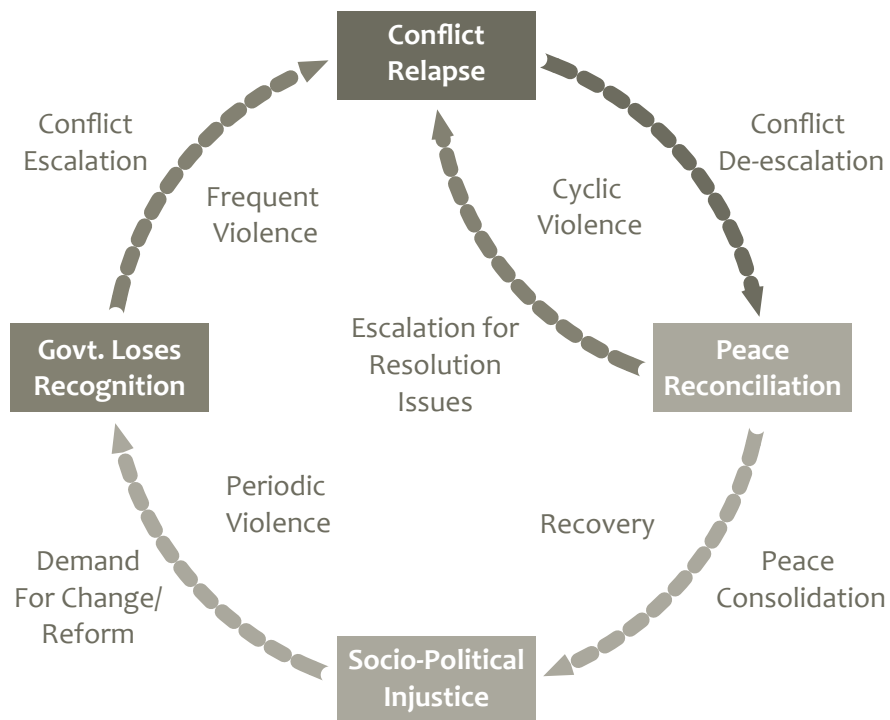 Conflict
Relapse
Conflict
Escalation
Frequent
Violence
Cyclic
Violence
Conflict
De-escalation
Govt. Loses
Recognition
Escalation for
Resolution
Issues
Peace
Reconciliation
Periodic
Violence
Recovery
Demand
For Change/
Reform
Peace
Consolidation
Socio-Political
Injustice